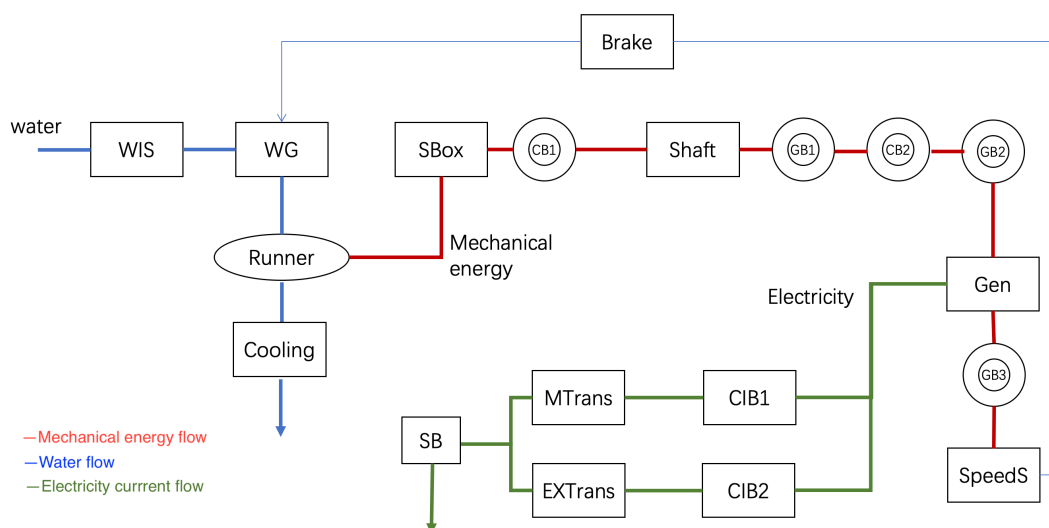 Brake
water
WIS
WG
SBox
CB1
Shaft
GB1
CB2
GB2
Runner
Mechanical
energy
Gen
Electricity
Cooling
GB3
MTrans
CIB1
SB
—Mechanical energy flow
—Water flow
—Electricity currrent flow
EXTrans
CIB2
SpeedS